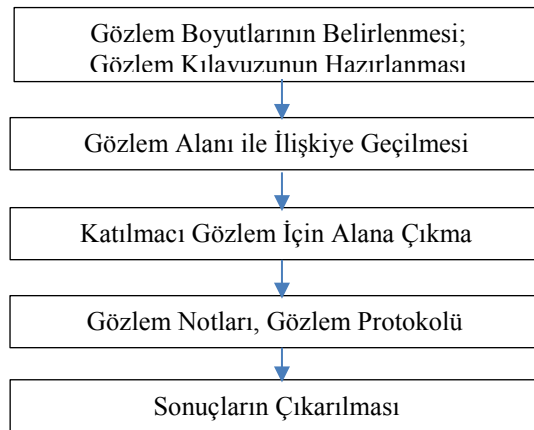 Gözlem Boyutlarının Belirlenmesi;
Gözlem Kılavuzunun Hazırlanması
Gözlem Alanı ile İlişkiye Geçilmesi
Katılmacı Gözlem İçin Alana Çıkma
Gözlem Notları, Gözlem Protokolü
Sonuçların Çıkarılması